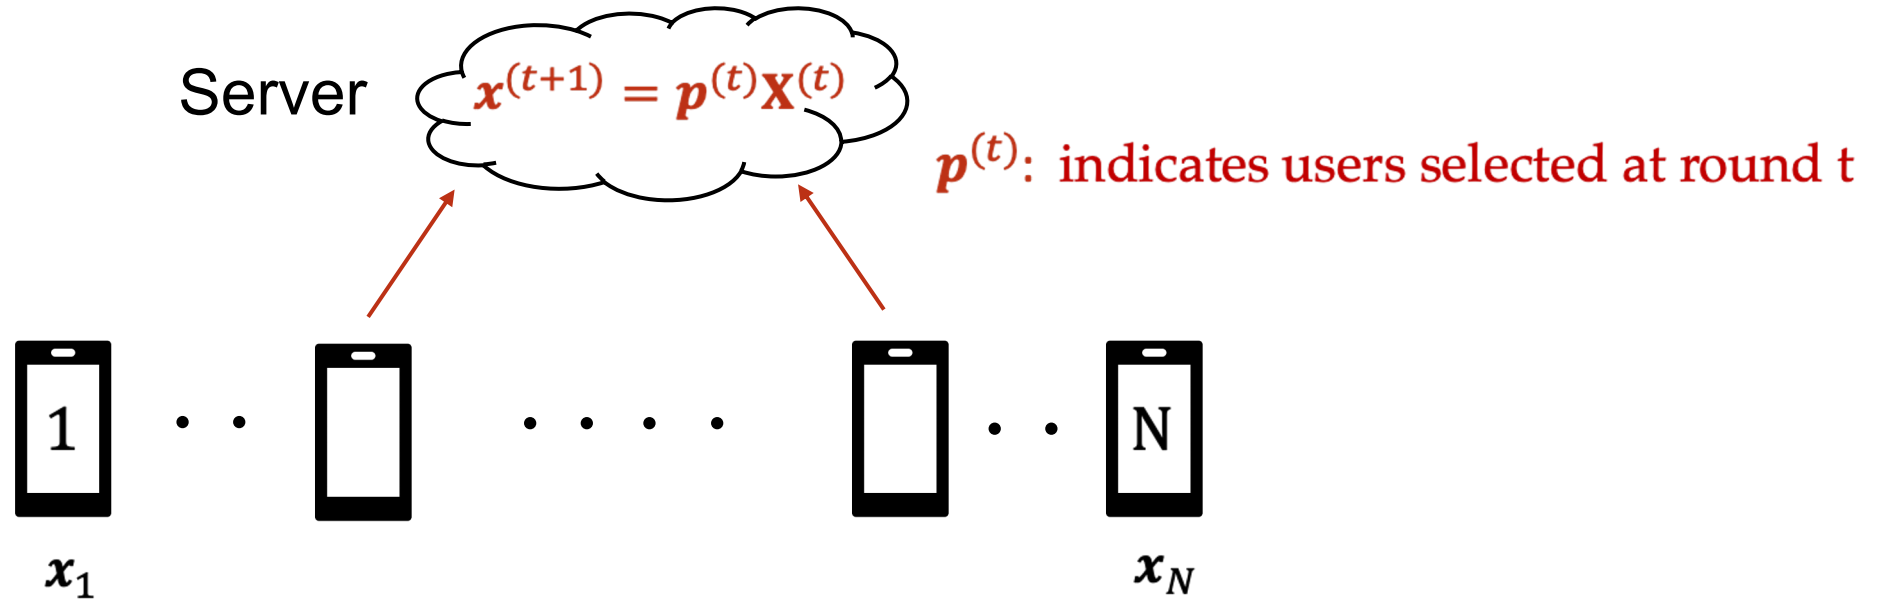 Server
x^(t+1) = p^(t)X^(t)
p^(t): indicates users selected at round t
1
N
x_1
x_N